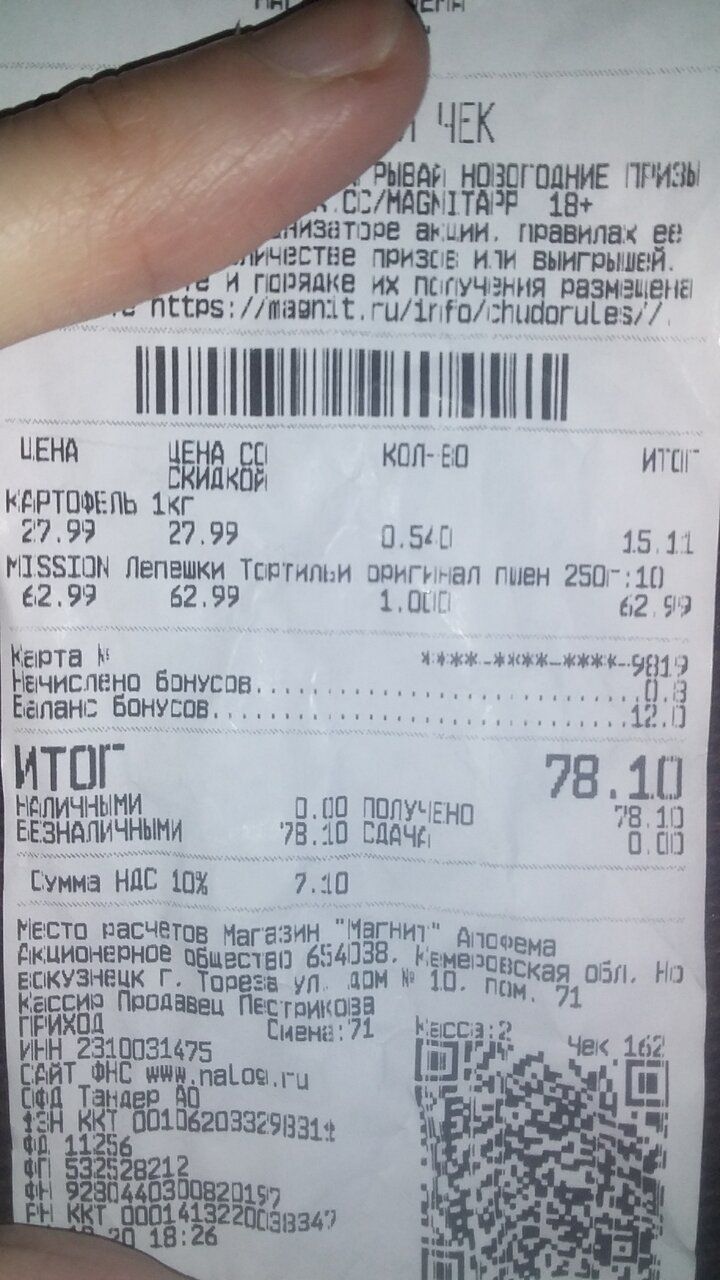 ЧЕК
НОВОГОДНИЕ ПРИЗЫ
.CC/MAGNITAPP 18+
акции, правилах ее
призов или выигрышей,
и порядке их получения размещена
https://magnit.ru/info/chudorules//.
ЦЕНА ЦЕНА СО СКИДКОЙ КОЛ-ВО ИТОГ
КАРТОФЕЛЬ 1КГ
27.99 27.99 0.540 15.11
MISSION Лепешки Тортильи оригинал пшен 250г:10
62.99 62.99 1.000 62.99
Карта № ****-****-****-9819
Начислено бонусов 0.8
Баланс бонусов 12.0
ИТОГ 78.10
НАЛИЧНЫМИ 0.00 ПОЛУЧЕНО 78.10
БЕЗНАЛИЧНЫМИ 78.10 СДАЧА 0.00
Сумма НДС 10% 7.10
Место расчетов Магазин "Магнит" Апофема
Акционерное общество 654038, Кемеровская обл, Но
вокузнецк г, Тореза ул, дом № 10, пом. 71
Кассир Продавец Пестрикова
ПРИХОД Смена:71 Касса:2 Чек 162
ИНН 2310031475
САЙТ ФНС www.nalog.ru
ОФД Тандер АО
ЗН ККТ
ФД 11256
ФП 532528212
ФН
РН ККТ
20 18:26